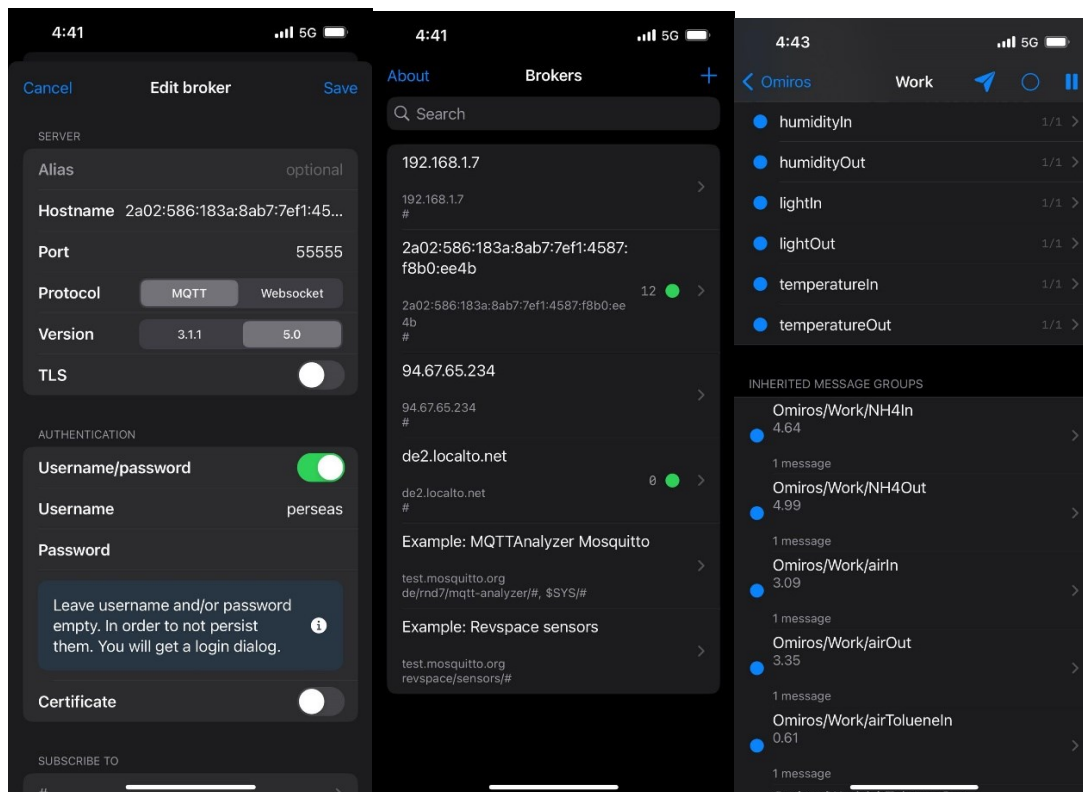 4:41
5G
Cancel
Edit broker
Save
SERVER
Alias
optional
Hostname
2a02:586:183a:8ab7:7ef1:45...
Port
55555
Protocol
MQTT
Websocket
Version
3.1.1
5.0
TLS
AUTHENTICATION
Username/password
Username
perseas
Password
Leave username and/or password
empty. In order to not persist
them. You will get a login dialog.
Certificate
SUBSCRIBE TO
4:41
5G
About
Brokers
Search
192.168.1.7
192.168.1.7
#
2a02:586:183a:8ab7:7ef1:4587:
f8b0:ee4b
12
2a02:586:183a:8ab7:7ef1:4587:f8b0:ee
4b
#
94.67.65.234
94.67.65.234
#
de2.localto.net
0
de2.localto.net
#
Example: MQTTAnalyzer Mosquitto
test.mosquitto.org
de/rnd7/mqtt-analyzer/#, $SYS/#
Example: Revspace sensors
test.mosquitto.org
revspace/sensors/#
4:43
5G
Omiros
Work
humidityIn
1/1
humidityOut
1/1
lightIn
1/1
lightOut
1/1
temperatureIn
1/1
temperatureOut
1/1
INHERITED MESSAGE GROUPS
Omiros/Work/NH4In
4.64
1 message
Omiros/Work/NH4Out
4.99
1 message
Omiros/Work/airIn
3.09
1 message
Omiros/Work/airOut
3.35
1 message
Omiros/Work/airTolueneIn
0.61
1 message